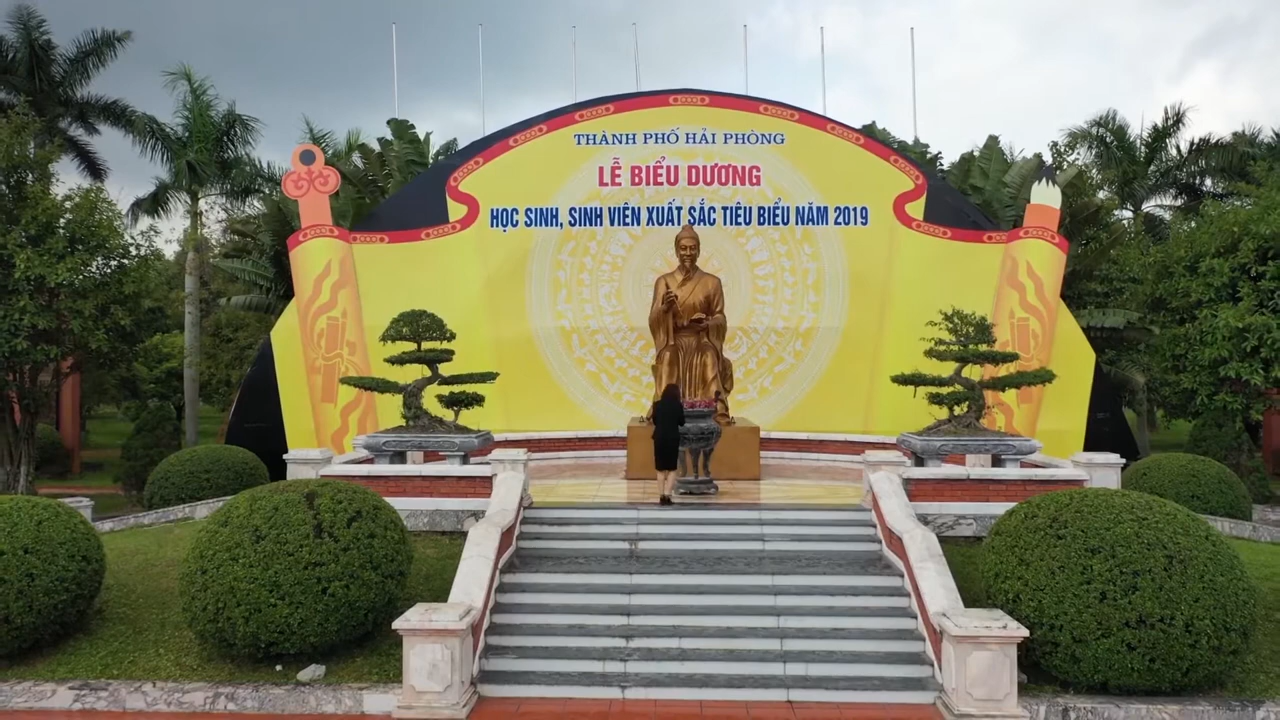 THÀNH PHỐ HẢI PHÒNG
LỄ BIỂU DƯƠNG
HỌC SINH, SINH VIÊN XUẤT SẮC TIÊU BIỂU NĂM 2019